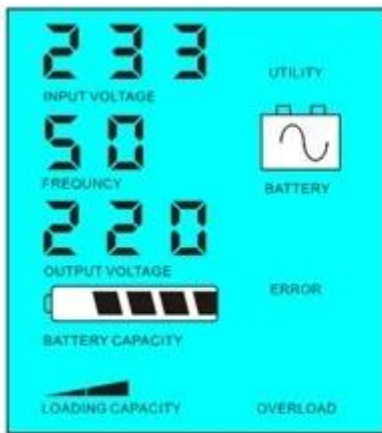 233
UTILITY
INPUT VOLTAGE
50
FREQUNCY
BATTERY
220
OUTPUT VOLTAGE
ERROR
BATTERY CAPACITY
LOADING CAPACITY
OVERLOAD